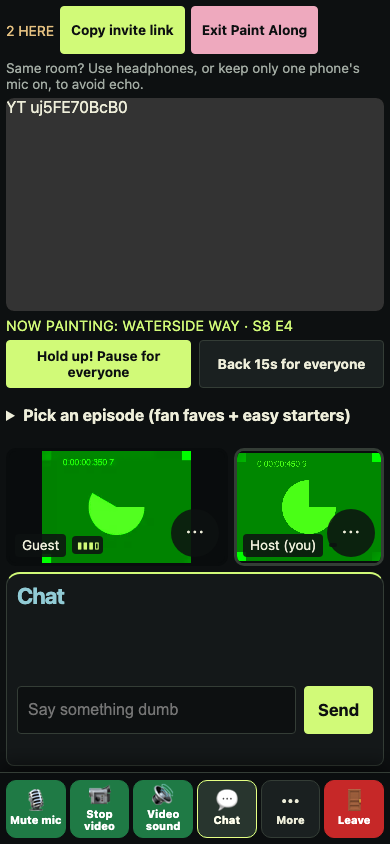 2 HERE
Copy invite link
Exit Paint Along
Same room? Use headphones, or keep only one phone's
mic on, to avoid echo.
YT uj5FE70BcB0
NOW PAINTING: WATERSIDE WAY · S8 E4
Hold up! Pause for
everyone
Back 15s for everyone
Pick an episode (fan faves + easy starters)
Guest
Host (you)
Chat
Say something dumb
Send
Mute mic
Stop
video
Video
sound
Chat
More
Leave